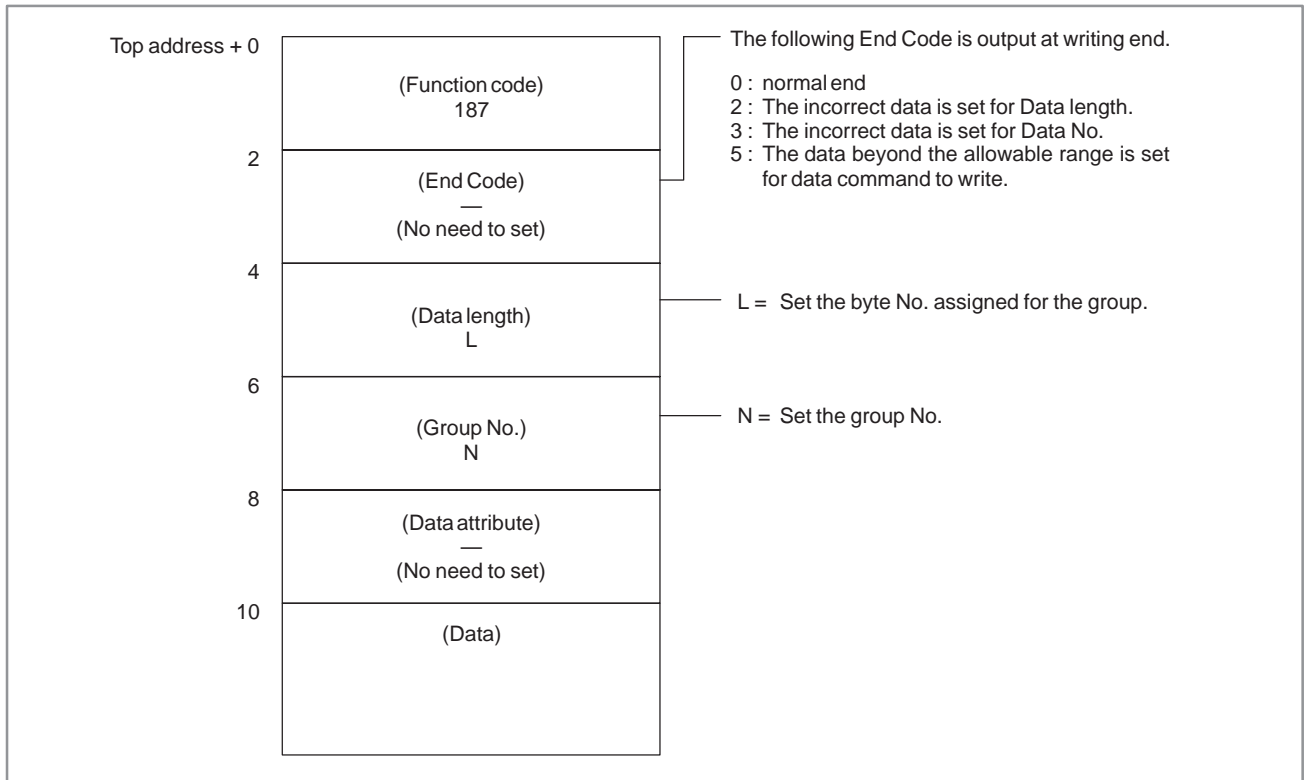 Top address + 0
(Function code)
187
2
(End Code)
—
(No need to set)
4
(Data length)
L
6
(Group No.)
N
8
(Data attribute)
—
(No need to set)
10
(Data)
The following End Code is output at writing end.
0 : normal end
2 : The incorrect data is set for Data length.
3 : The incorrect data is set for Data No.
5 : The data beyond the allowable range is set
for data command to write.
L = Set the byte No. assigned for the group.
N = Set the group No.